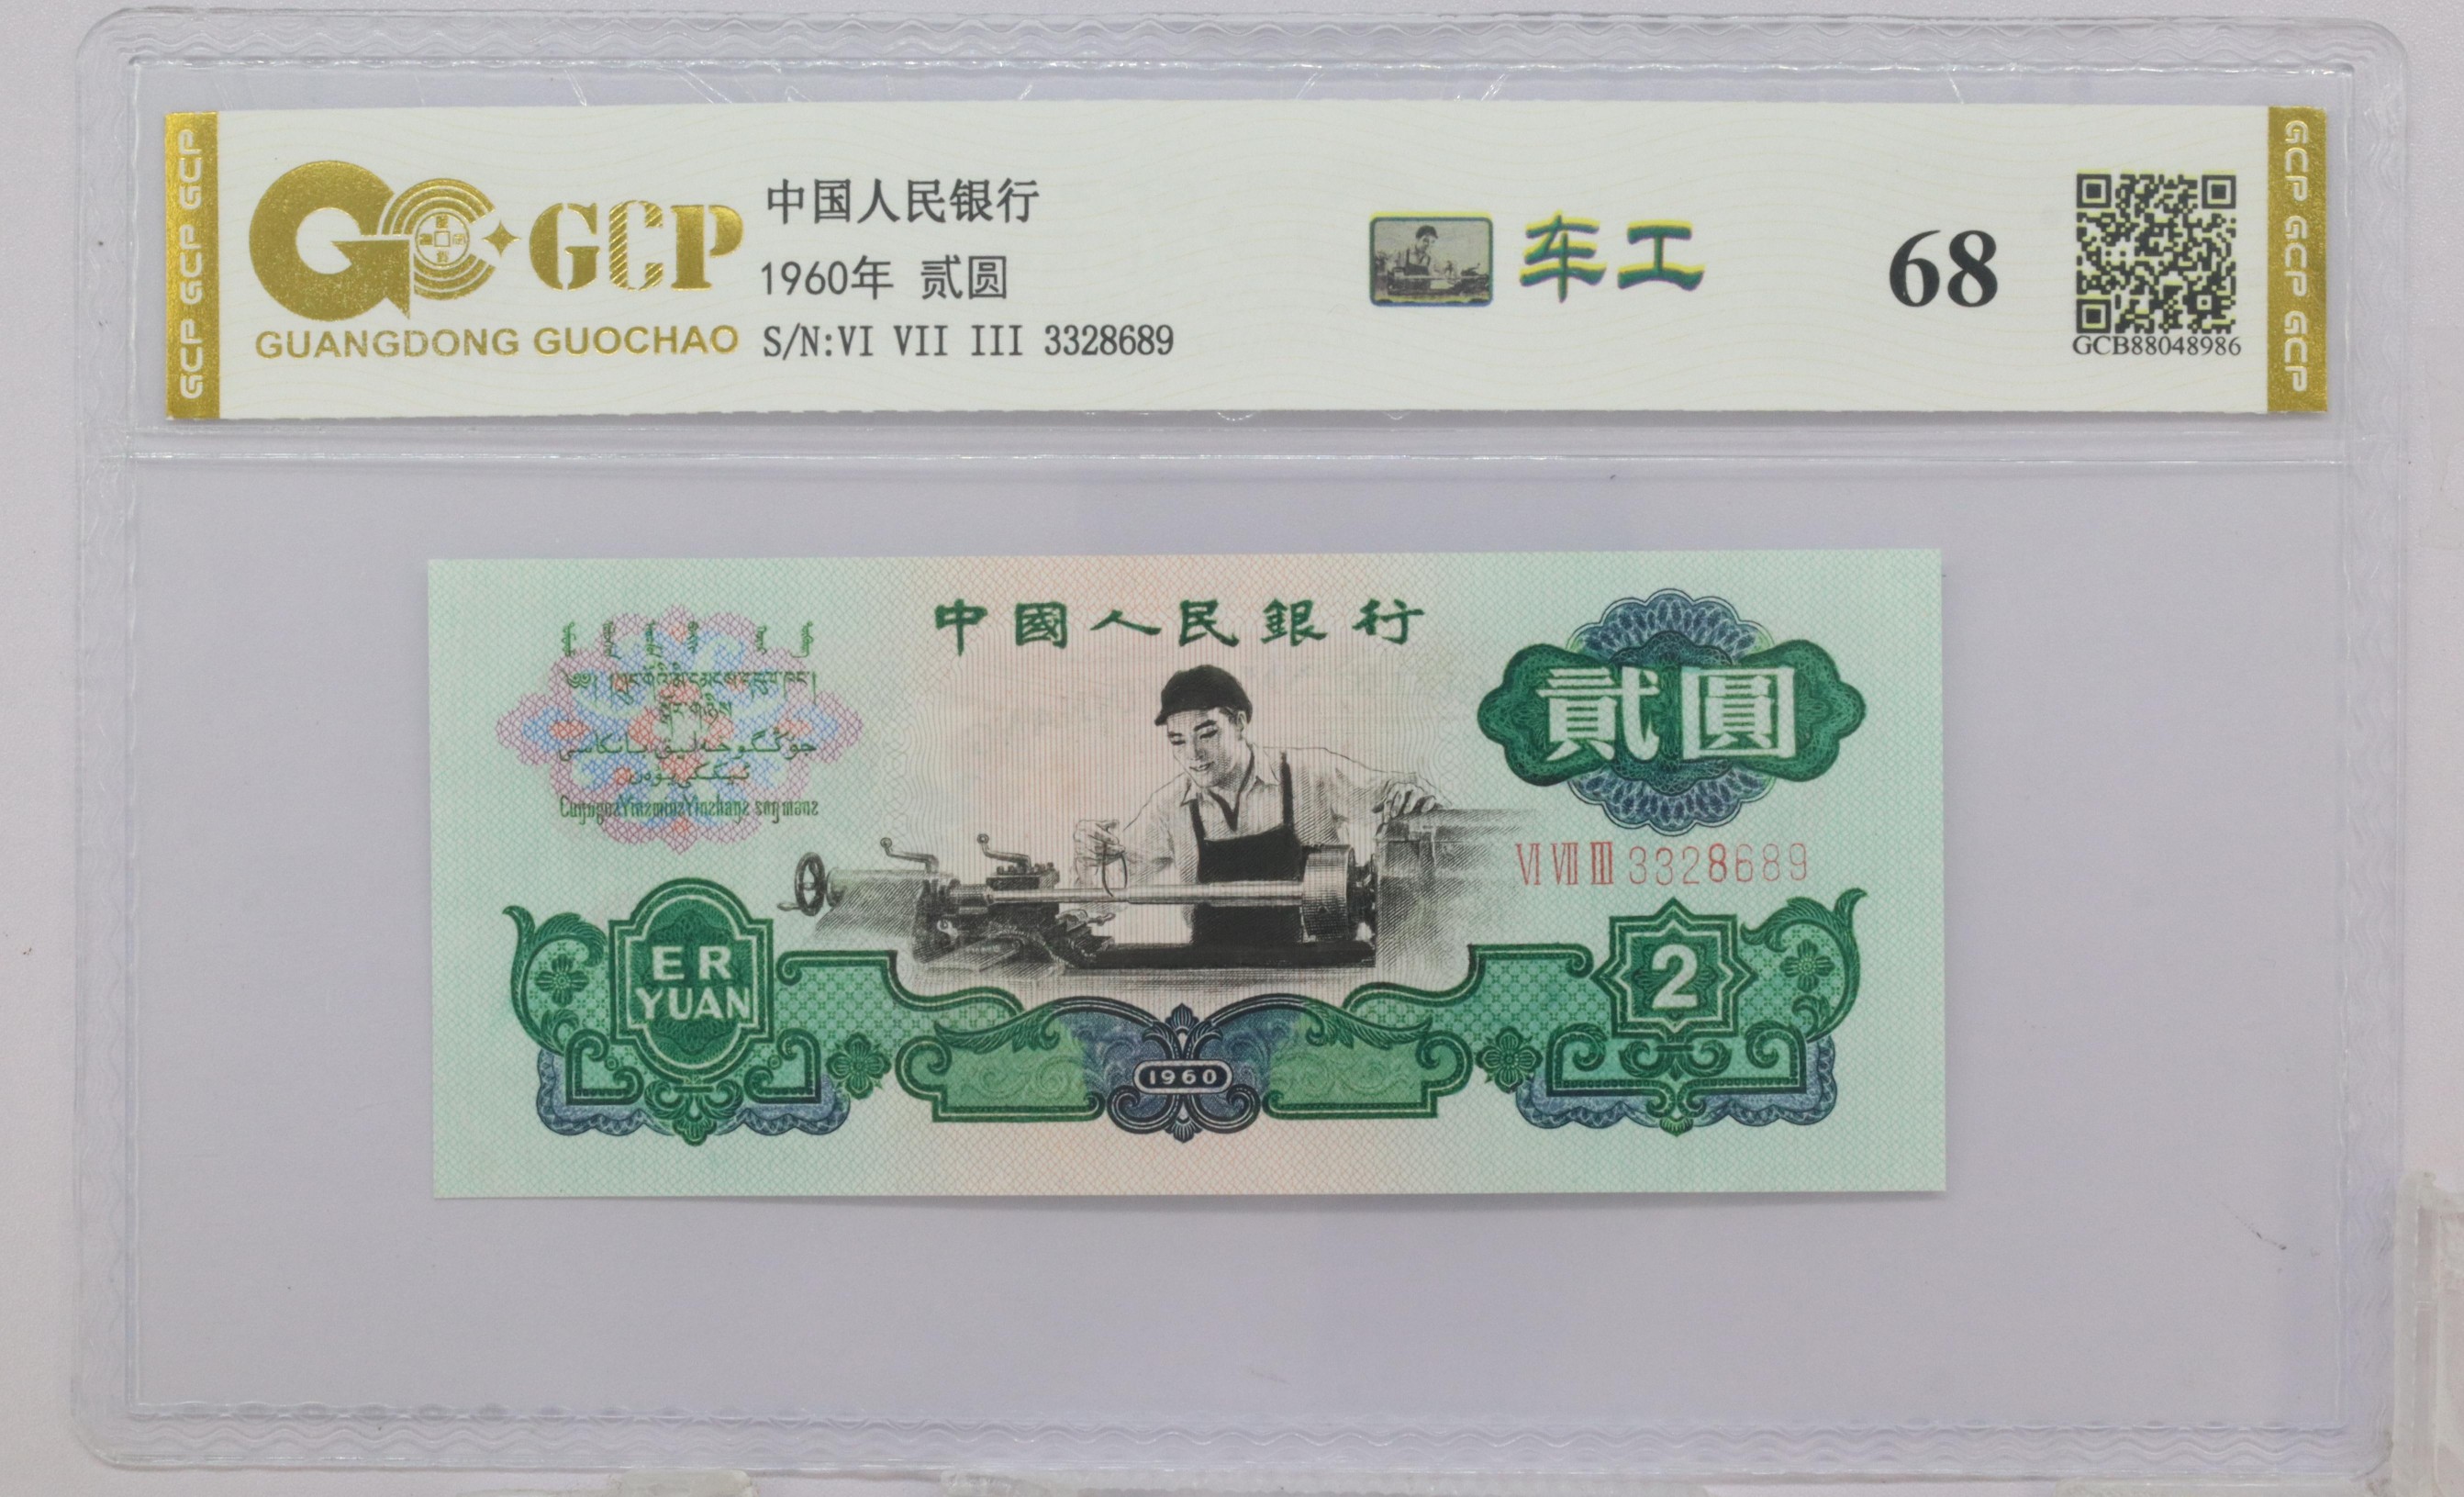 GCP GCP GCP GCP
GCP
GUANGDONG GUOCHAO
中国人民银行
1960年 贰圆
S/N:VI VII III 3328689
车工
68
GCB88048986
GCP GCP GCP GCP
中國人民銀行
貳圓
VI VII III 3328689
ER
YUAN
2
1960